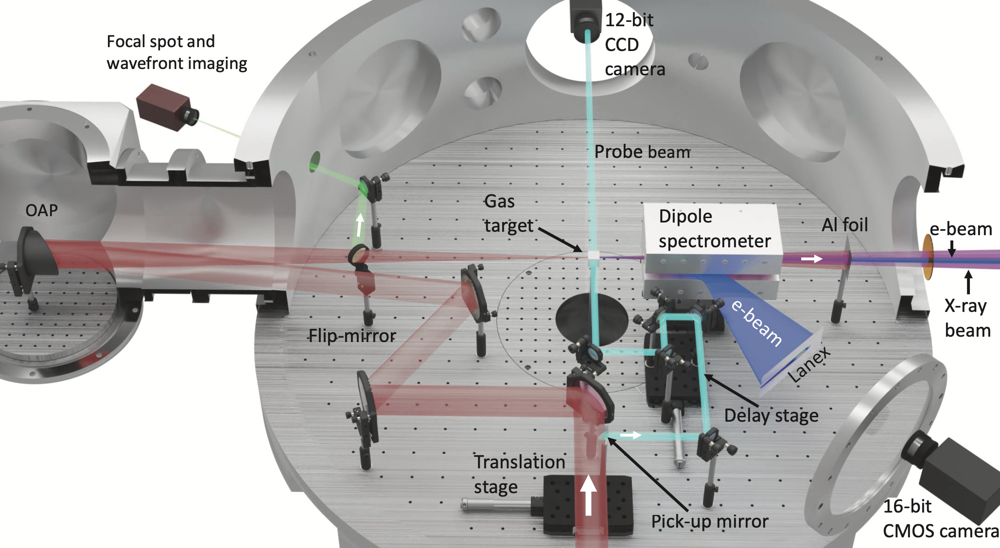 Focal spot and
wavefront imaging
12-bit
CCD
camera
Probe beam
OAP
Gas
target
Dipole
spectrometer
Al foil
e-beam
X-ray
beam
Flip-mirror
e-beam
Lanex
Delay stage
Translation
stage
Pick-up mirror
16-bit
CMOS camera